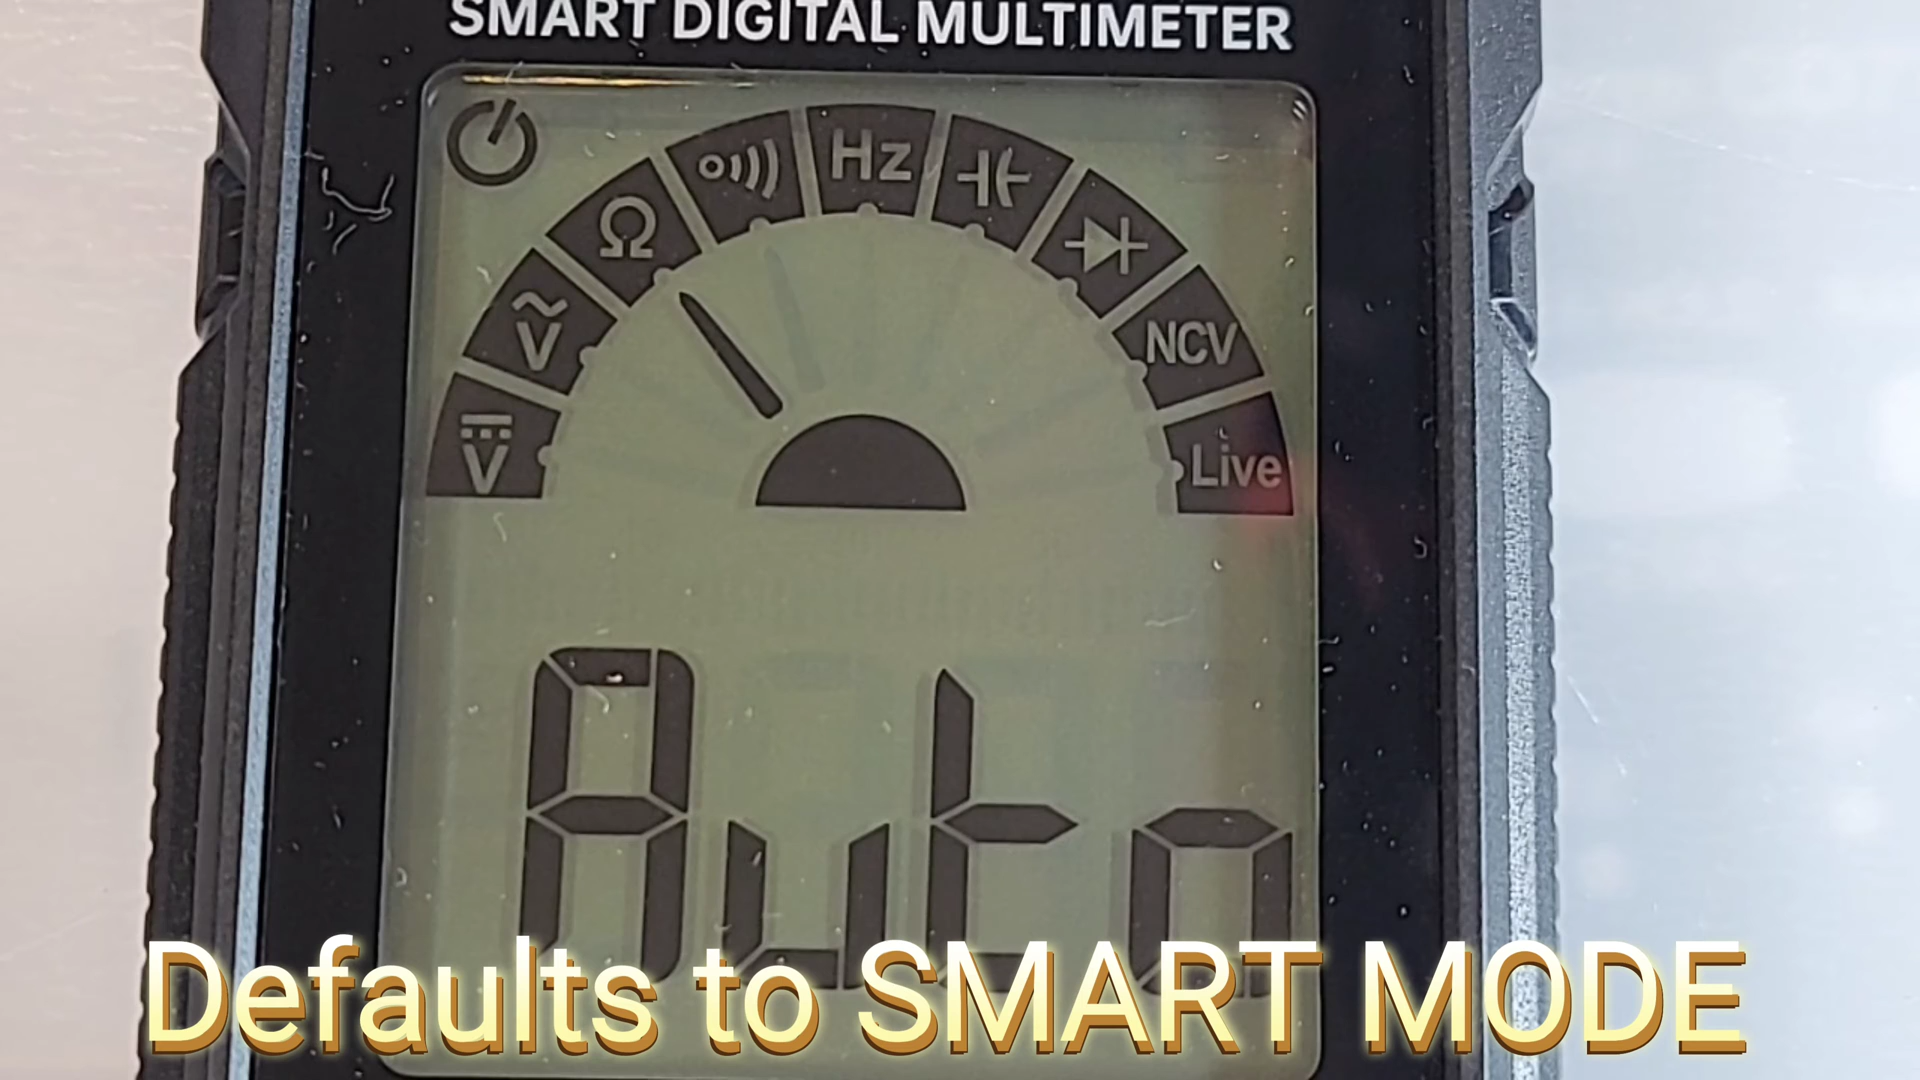 SMART DIGITAL MULTIMETER
Ω
Hz
V
V
NCV
Live
Auto
Defaults to SMART MODE